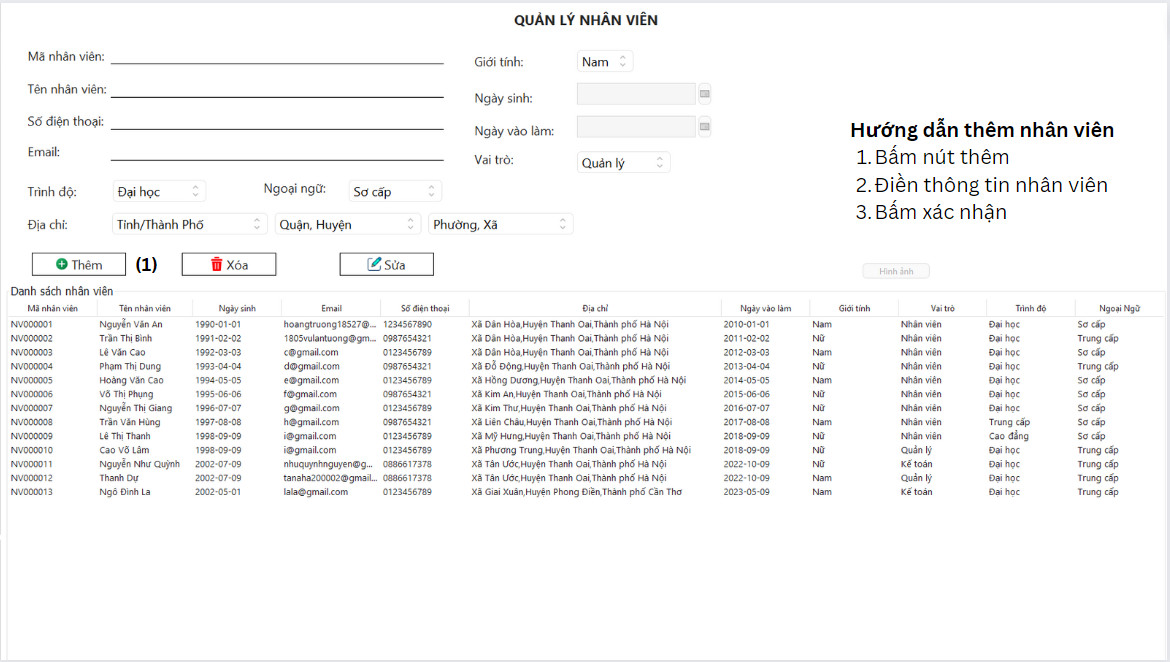 QUẢN LÝ NHÂN VIÊN
Mã nhân viên:
Giới tính: Nam
Tên nhân viên:
Ngày sinh:
Số điện thoại:
Ngày vào làm:
Email:
Vai trò: Quản lý
Trình độ: Đại học Ngoại ngữ: Sơ cấp
Địa chỉ: Tỉnh/Thành Phố Quận, Huyện Phường, Xã
Hướng dẫn thêm nhân viên
1. Bấm nút thêm
2. Điền thông tin nhân viên
3. Bấm xác nhận
Thêm (1) Xóa Sửa
Hình ảnh
Danh sách nhân viên
Mã nhân viên Tên nhân viên Ngày sinh Email Số điện thoại Địa chỉ Ngày vào làm Giới tính Vai trò Trình độ Ngoại Ngữ
NV000001 Nguyễn Văn An 1990-01-01 hoangtruong18527@... 1234567890 Xã Dân Hòa,Huyện Thanh Oai,Thành phố Hà Nội 2010-01-01 Nam Nhân viên Đại học Sơ cấp
NV000002 Trần Thị Bình 1991-02-02 1805vulantuong@gm... 0987654321 Xã Dân Hòa,Huyện Thanh Oai,Thành phố Hà Nội 2011-02-02 Nữ Nhân viên Đại học Trung cấp
NV000003 Lê Văn Cao 1992-03-03 c@gmail.com 0123456789 Xã Dân Hòa,Huyện Thanh Oai,Thành phố Hà Nội 2012-03-03 Nam Nhân viên Đại học Sơ cấp
NV000004 Phạm Thị Dung 1993-04-04 d@gmail.com 0987654321 Xã Đỗ Động,Huyện Thanh Oai,Thành phố Hà Nội 2013-04-04 Nữ Nhân viên Đại học Trung cấp
NV000005 Hoàng Văn Cao 1994-05-05 e@gmail.com 0123456789 Xã Hồng Dương,Huyện Thanh Oai,Thành phố Hà Nội 2014-05-05 Nam Nhân viên Đại học Sơ cấp
NV000006 Võ Thị Phụng 1995-06-06 f@gmail.com 0987654321 Xã Kim An,Huyện Thanh Oai,Thành phố Hà Nội 2015-06-06 Nữ Nhân viên Đại học Sơ cấp
NV000007 Nguyễn Thị Giang 1996-07-07 g@gmail.com 0123456789 Xã Kim Thư,Huyện Thanh Oai,Thành phố Hà Nội 2016-07-07 Nữ Nhân viên Đại học Sơ cấp
NV000008 Trần Văn Hùng 1997-08-08 h@gmail.com 0987654321 Xã Liên Châu,Huyện Thanh Oai,Thành phố Hà Nội 2017-08-08 Nam Nhân viên Trung cấp Sơ cấp
NV000009 Lê Thị Thanh 1998-09-09 i@gmail.com 0123456789 Xã Mỹ Hưng,Huyện Thanh Oai,Thành phố Hà Nội 2018-09-09 Nữ Nhân viên Cao đẳng Sơ cấp
NV000010 Cao Võ Lâm 1998-09-09 i@gmail.com 0123456789 Xã Phương Trung,Huyện Thanh Oai,Thành phố Hà Nội 2018-09-09 Nữ Quản lý Đại học Trung cấp
NV000011 Nguyễn Như Quỳnh 2002-07-09 nhuquynhnguyen@g... 0886617378 Xã Tân Ước,Huyện Thanh Oai,Thành phố Hà Nội 2022-10-09 Nữ Kế toán Đại học Trung cấp
NV000012 Thanh Dự 2002-07-09 tanaha200002@gmail... 0886617378 Xã Tân Ước,Huyện Thanh Oai,Thành phố Hà Nội 2022-10-09 Nam Quản lý Đại học Trung cấp
NV000013 Ngô Đình La 2002-05-01 lala@gmail.com 0123456789 Xã Giai Xuân,Huyện Phong Điền,Thành phố Cần Thơ 2023-05-09 Nam Kế toán Đại học Trung cấp